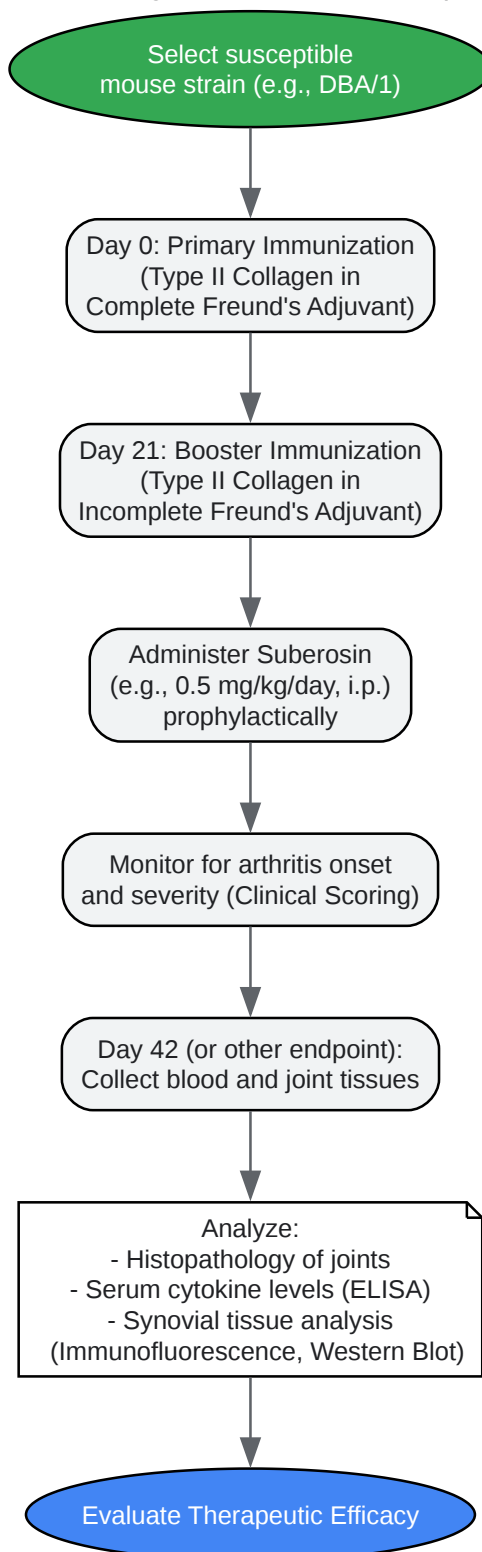 Select susceptible
mouse strain (e.g., DBA/1)
Day 0: Primary Immunization
(Type II Collagen in
Complete Freund's Adjuvant)
Day 21: Booster Immunization
(Type II Collagen in
Incomplete Freund's Adjuvant)
Administer Suberosin
(e.g., 0.5 mg/kg/day, i.p.)
prophylactically
Monitor for arthritis onset
and severity (Clinical Scoring)
Day 42 (or other endpoint):
Collect blood and joint tissues
Analyze:
- Histopathology of joints
- Serum cytokine levels (ELISA)
- Synovial tissue analysis
(Immunofluorescence, Western Blot)
Evaluate Therapeutic Efficacy